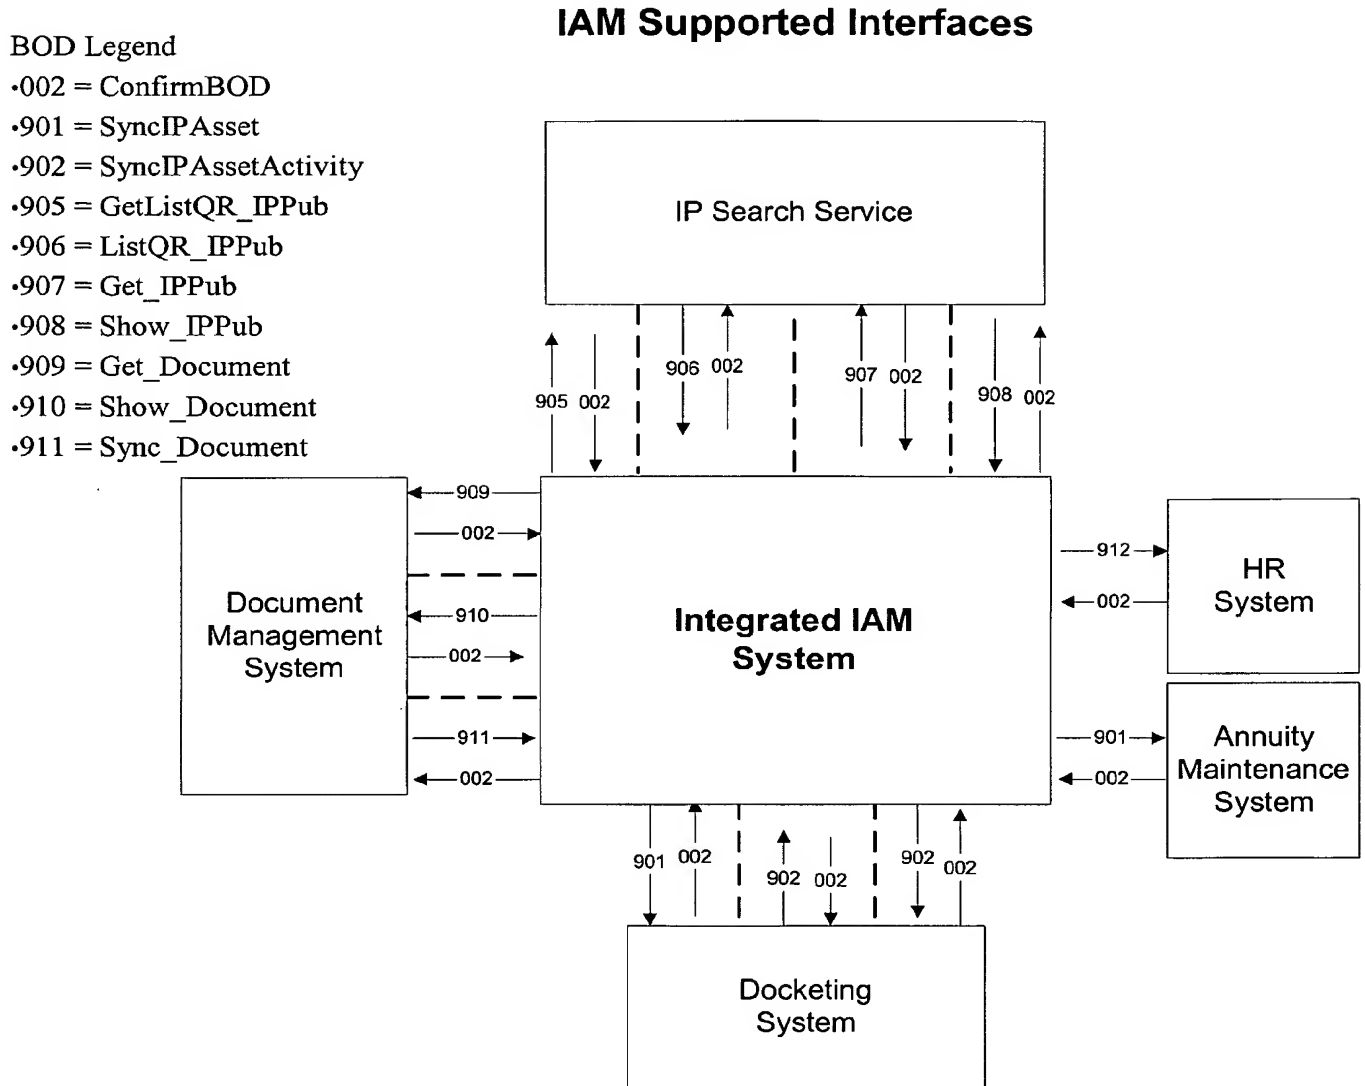 IAM Supported Interfaces
BOD Legend
·002 = ConfirmBOD
·901 = SyncIPAsset
·902 = SyncIPAssetActivity
·905 = GetListQR_IPPub
·906 = ListQR_IPPub
·907 = Get_IPPub
·908 = Show_IPPub
·909 = Get_Document
·910 = Show_Document
·911 = Sync_Document
IP Search Service
905 002 906 002 907 002 908 002
909
002
910
002
911
002
Document
Management
System
Integrated IAM
System
912
002
HR
System
901
002
Annuity
Maintenance
System
901 002 902 002 902 002
Docketing
System